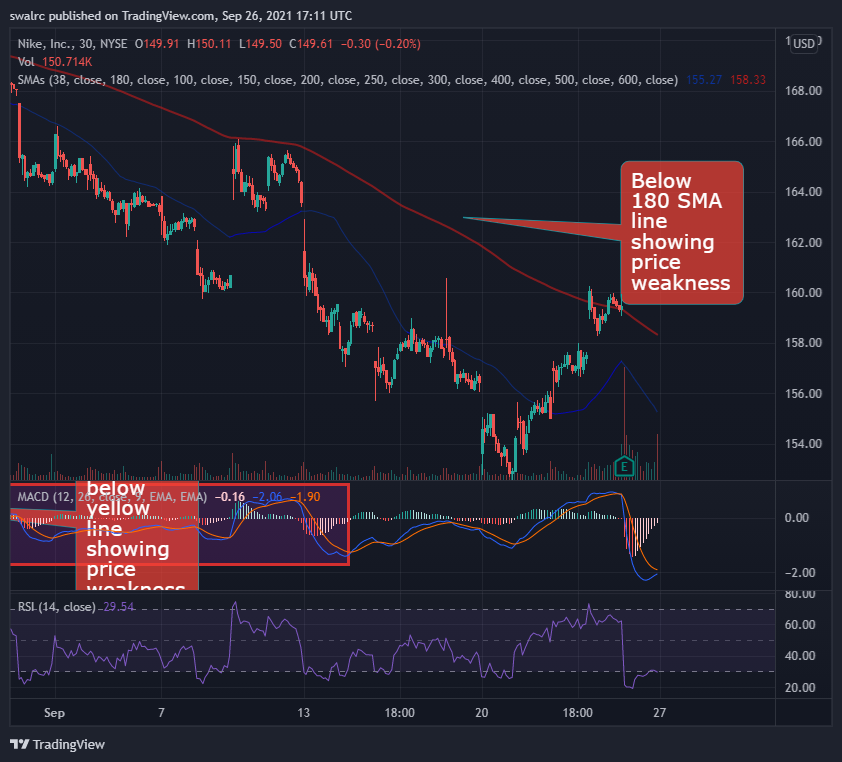 swalrc published on TradingView.com, Sep 26, 2021 17:11 UTC
Nike, Inc., 30, NYSE O149.91 H150.11 L149.50 C149.61 −0.30 (−0.20%)
USD
Vol 150.714K
SMAs (38, close, 180, close, 100, close, 150, close, 200, close, 250, close, 300, close, 400, close, 500, close, 600, close) 155.27 158.33
168.00
166.00
164.00
162.00
160.00
158.00
156.00
154.00
Below
180 SMA
line
showing
price
weakness
E
MACD (12, 26, close, 9, EMA, EMA) −0.16 −2.06 −1.90
below
yellow
line
showing
price
weakness
0.00
−2.00
RSI (14, close) 29.54
80.00
60.00
40.00
20.00
Sep 7 13 18:00 20 18:00 27
TradingView